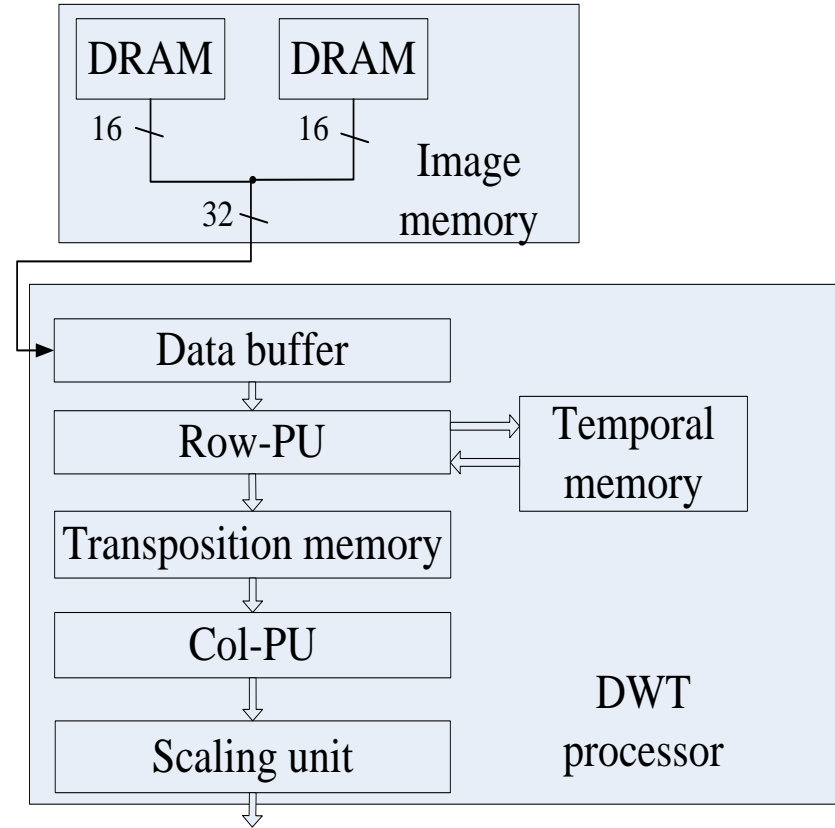 DRAM DRAM
16 16
Image
memory
32
Data buffer
Row-PU
Temporal
memory
Transposition memory
Col-PU
DWT
processor
Scaling unit